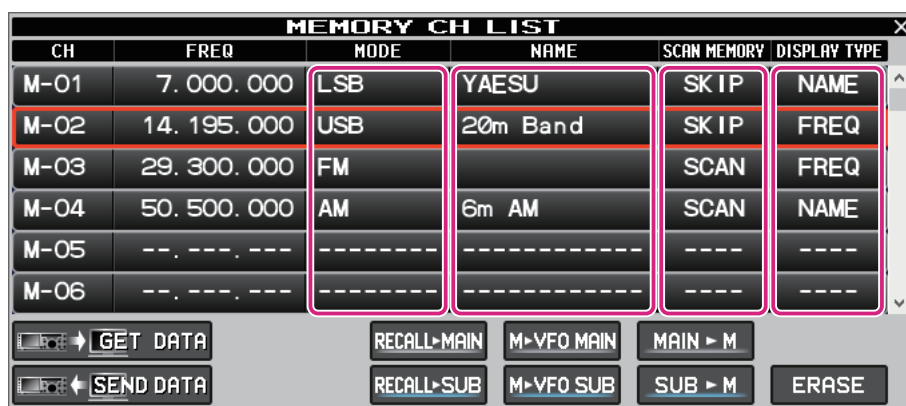 MEMORY CH LIST X
CH FREQ MODE NAME SCAN MEMORY DISPLAY TYPE
M-01 7.000.000 LSB YAESU SKIP NAME
M-02 14.195.000 USB 20m Band SKIP FREQ
M-03 29.300.000 FM SCAN FREQ
M-04 50.500.000 AM 6m AM SCAN NAME
M-05 --.---.--- -------- ------------ ---- ----
M-06 --.---.--- -------- ------------ ---- ----
GET DATA RECALL►MAIN M►VFO MAIN MAIN ► M
SEND DATA RECALL►SUB M►VFO SUB SUB ► M ERASE